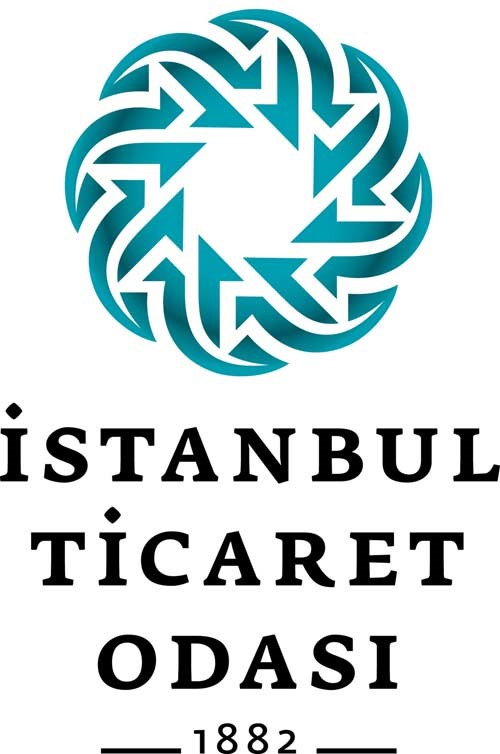 İSTANBUL
TİCARET
ODASI
1882